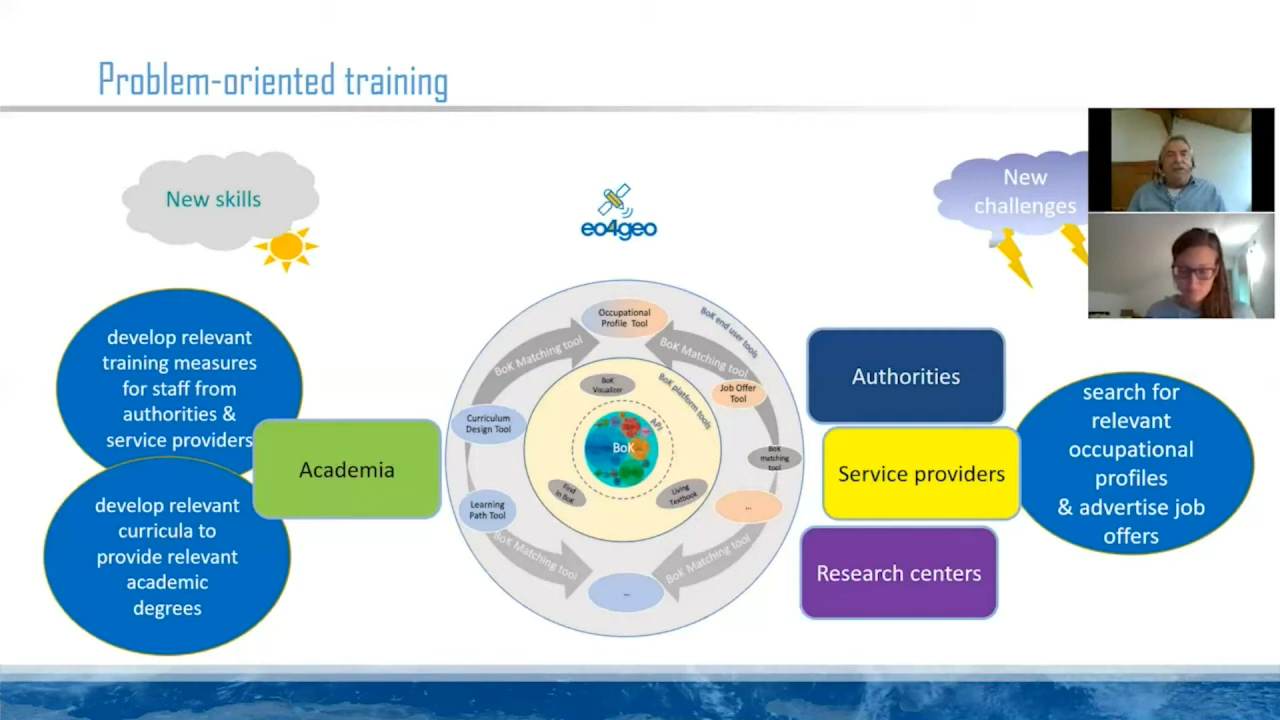 Problem-oriented training
New skills
eo4geo
New
challenges
develop relevant
training measures
for staff from
authorities &
service providers
develop relevant
curricula to
provide relevant
academic
degrees
Academia
Occupational
Profile Tool
BoK end user tools
BoK Matching tool
BoK Matching tool
BoK
Visualizer
BoK platform tools
Job Offer
Tool
Curriculum
Design Tool
API
BoK
BoK
matching
tool
Find
In BoK
Living
Textbook
Learning
Path Tool
...
BoK Matching tool
BoK Matching tool
...
Authorities
Service providers
Research centers
search for
relevant
occupational
profiles
& advertise job
offers